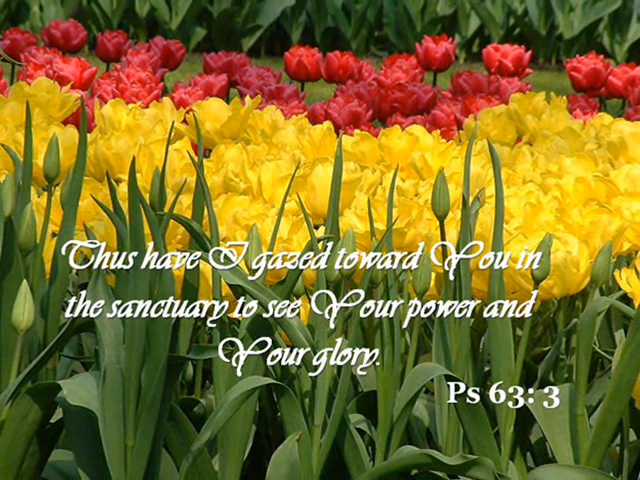 Thus have I gazed toward You in
the sanctuary to see Your power and
Your glory.
Ps 63: 3